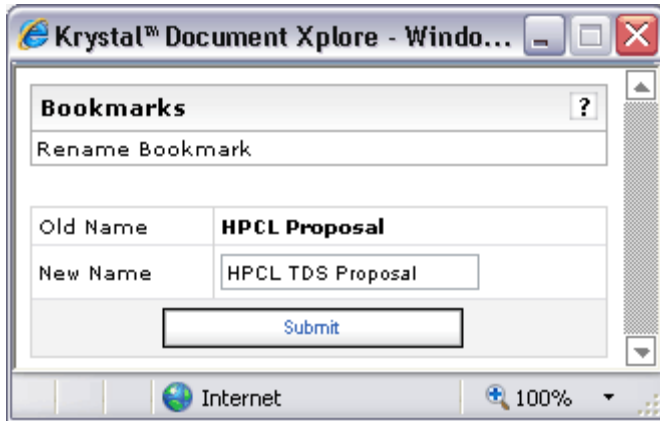 Krystal™ Document Xplore - Windo...
Bookmarks ?
Rename Bookmark
Old Name HPCL Proposal
New Name HPCL TDS Proposal
Submit
Internet 100%